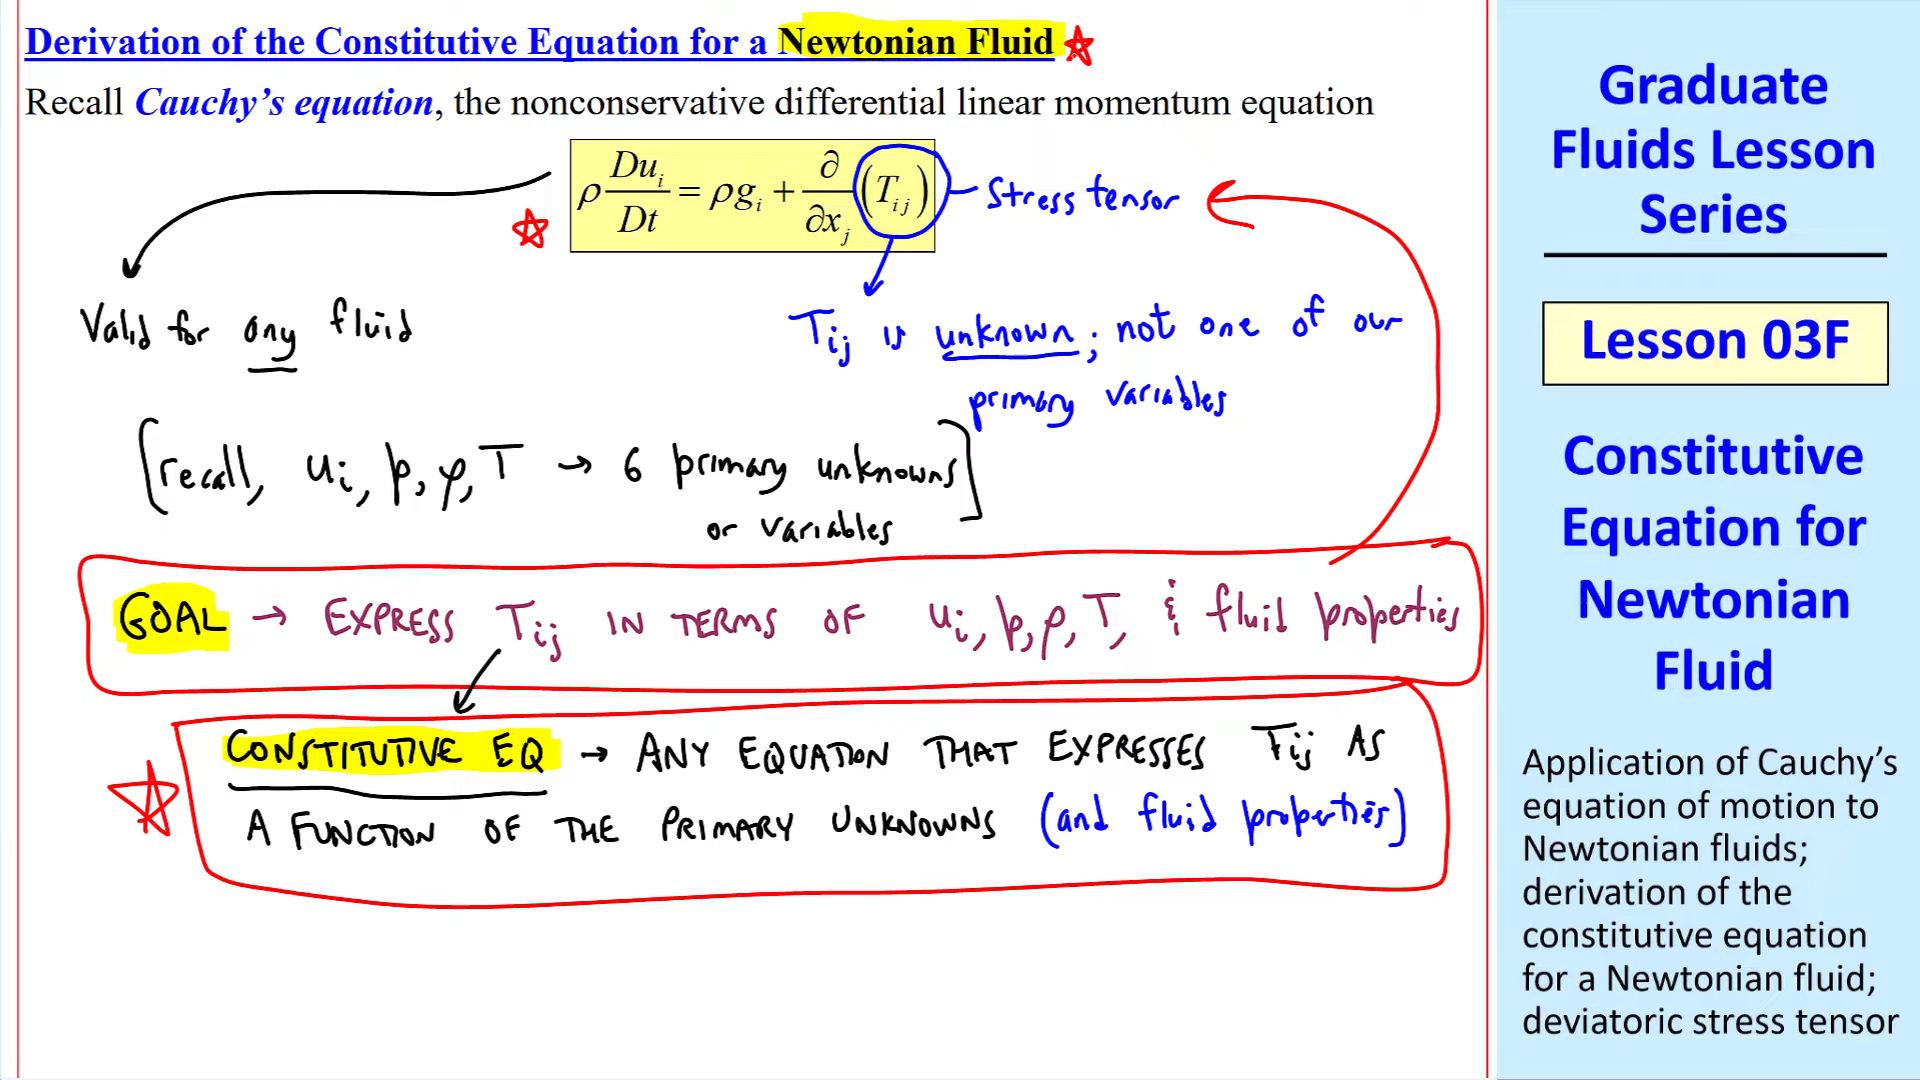 Derivation of the Constitutive Equation for a Newtonian Fluid
Recall Cauchy's equation, the nonconservative differential linear momentum equation
ρ Du_i/Dt = ρg_i + ∂/∂x_j (T_ij)
Stress tensor
Valid for any fluid
T_ij is unknown; not one of our
primary variables
[recall, u_i, p, ρ, T → 6 primary unknowns]
or variables
GOAL → EXPRESS T_ij IN TERMS OF u_i, p, ρ, T, & fluid properties
CONSTITUTIVE EQ → ANY EQUATION THAT EXPRESSES T_ij AS
A FUNCTION OF THE PRIMARY UNKNOWNS (and fluid properties)
Graduate
Fluids Lesson
Series
Lesson 03F
Constitutive
Equation for
Newtonian
Fluid
Application of Cauchy's
equation of motion to
Newtonian fluids;
derivation of the
constitutive equation
for a Newtonian fluid;
deviatoric stress tensor